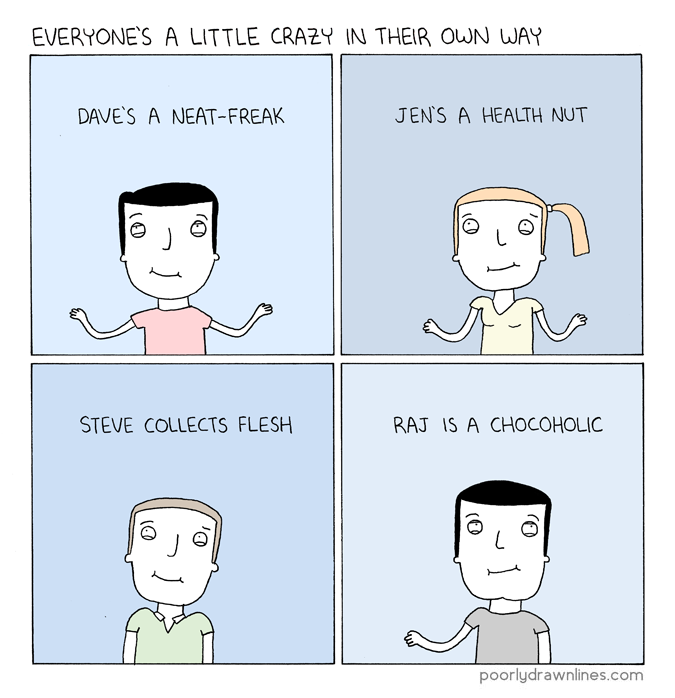 EVERYONE'S A LITTLE CRAZY IN THEIR OWN WAY
DAVE'S A NEAT-FREAK
JEN'S A HEALTH NUT
STEVE COLLECTS FLESH
RAJ IS A CHOCOHOLIC
poorlydrawnlines.com